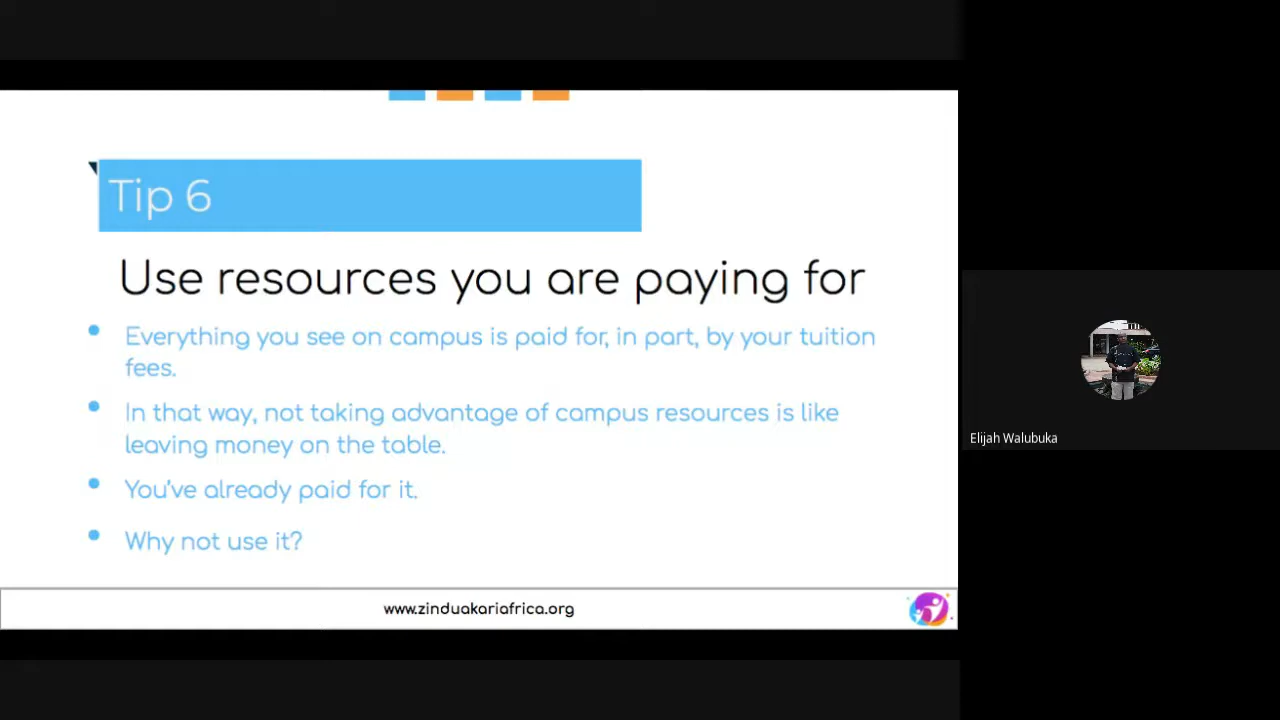 Tip 6
Use resources you are paying for
Everything you see on campus is paid for, in part, by your tuition
fees.
In that way, not taking advantage of campus resources is like
leaving money on the table.
You've already paid for it.
Why not use it?
www.zinduakariafrica.org
Elijah Walubuka